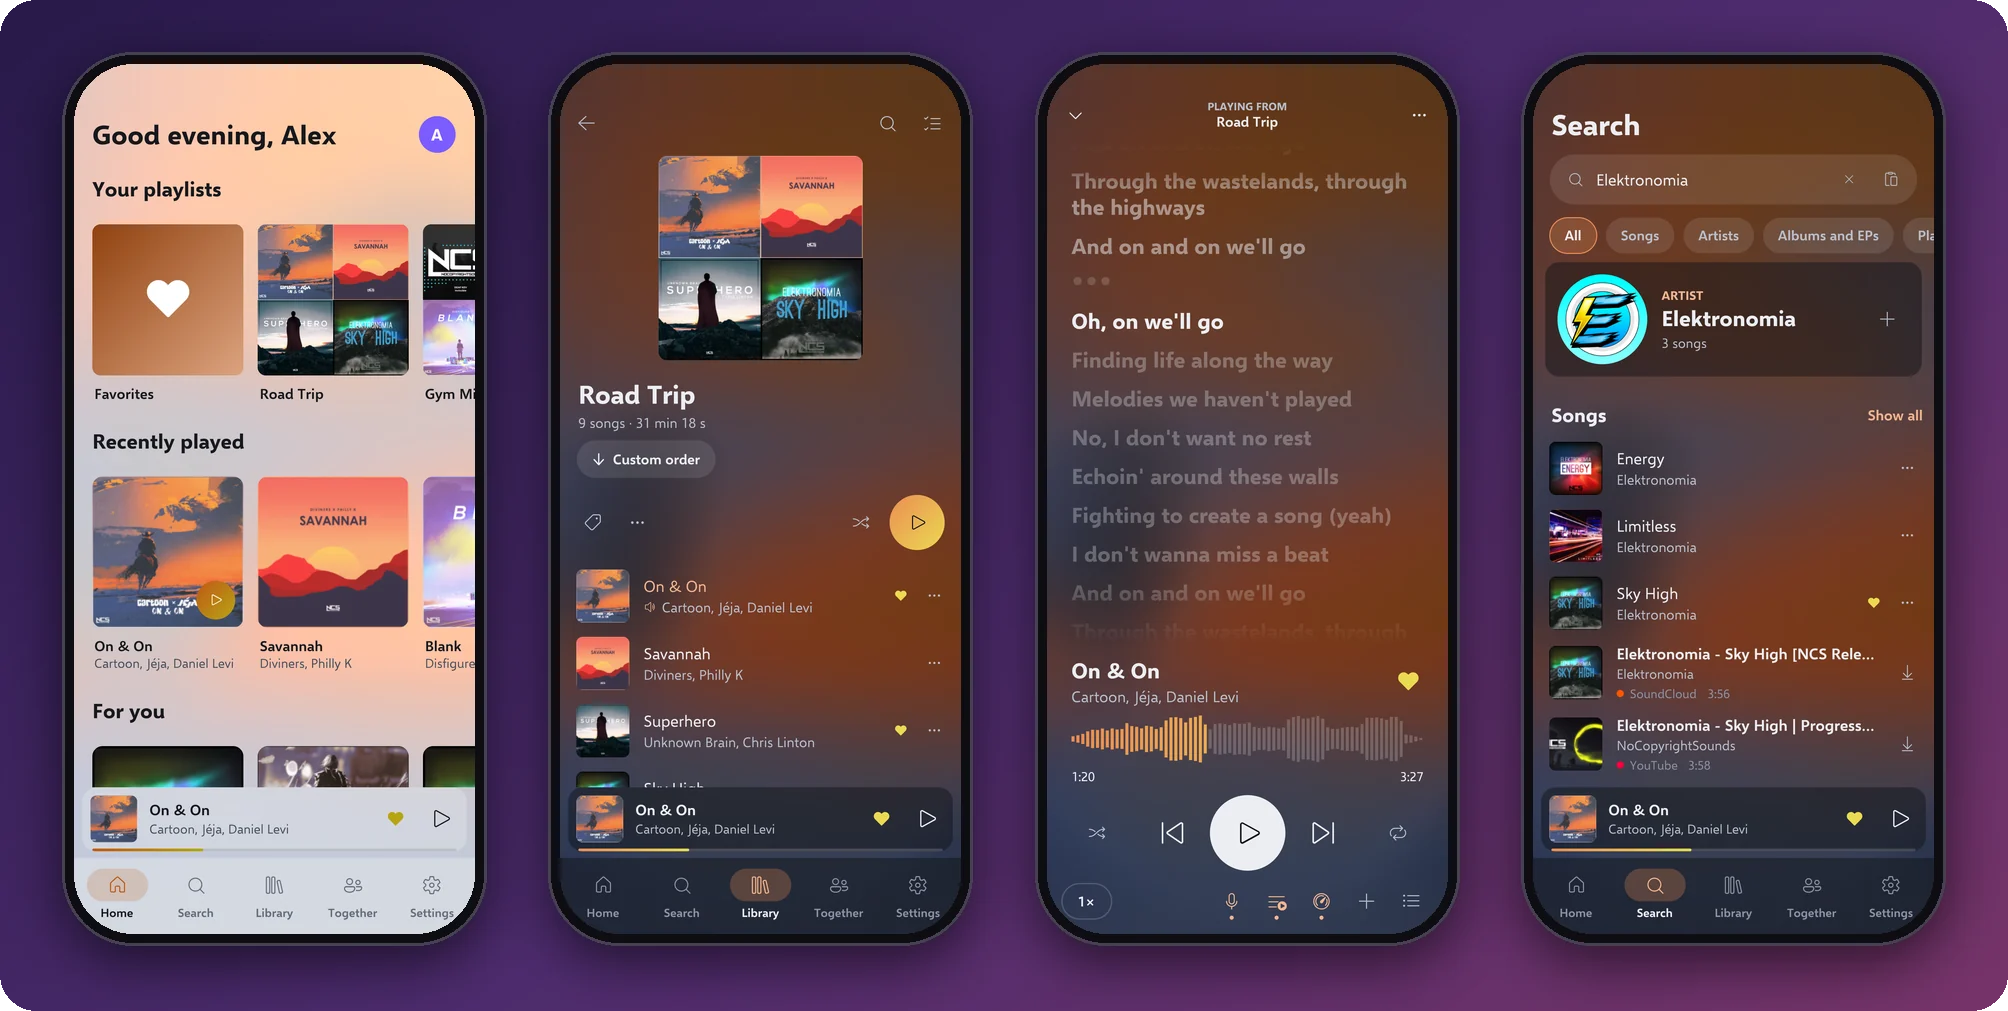 Good evening, Alex
A
Your playlists
Favorites
Road Trip
Gym Mi
Recently played
On & On
Cartoon, Jéja, Daniel Levi
Savannah
Diviners, Philly K
Blank
Disfigure
For you
On & On
Cartoon, Jéja, Daniel Levi
Home
Search
Library
Together
Settings
SAVANNAH
SUPERHERO
ELEKTRONOMIA
SKY HIGH
Road Trip
9 songs · 31 min 18 s
Custom order
On & On
Cartoon, Jéja, Daniel Levi
Savannah
Diviners, Philly K
Superhero
Unknown Brain, Chris Linton
Sky High
On & On
Cartoon, Jéja, Daniel Levi
Home
Search
Library
Together
Settings
PLAYING FROM
Road Trip
Through the wastelands, through
the highways
And on and on we'll go
Oh, on we'll go
Finding life along the way
Melodies we haven't played
No, I don't want no rest
Echoin' around these walls
Fighting to create a song (yeah)
I don't wanna miss a beat
And on and on we'll go
Through the wastelands, through
On & On
Cartoon, Jéja, Daniel Levi
1:20
3:27
1×
Search
Elektronomia
All
Songs
Artists
Albums and EPs
Pla
ARTIST
Elektronomia
3 songs
Songs
Show all
Energy
Elektronomia
Limitless
Elektronomia
Sky High
Elektronomia
Elektronomia - Sky High [NCS Rele...
Elektronomia
SoundCloud 3:56
Elektronomia - Sky High | Progress...
NoCopyrightSounds
YouTube 3:58
On & On
Cartoon, Jéja, Daniel Levi
Home
Search
Library
Together
Settings